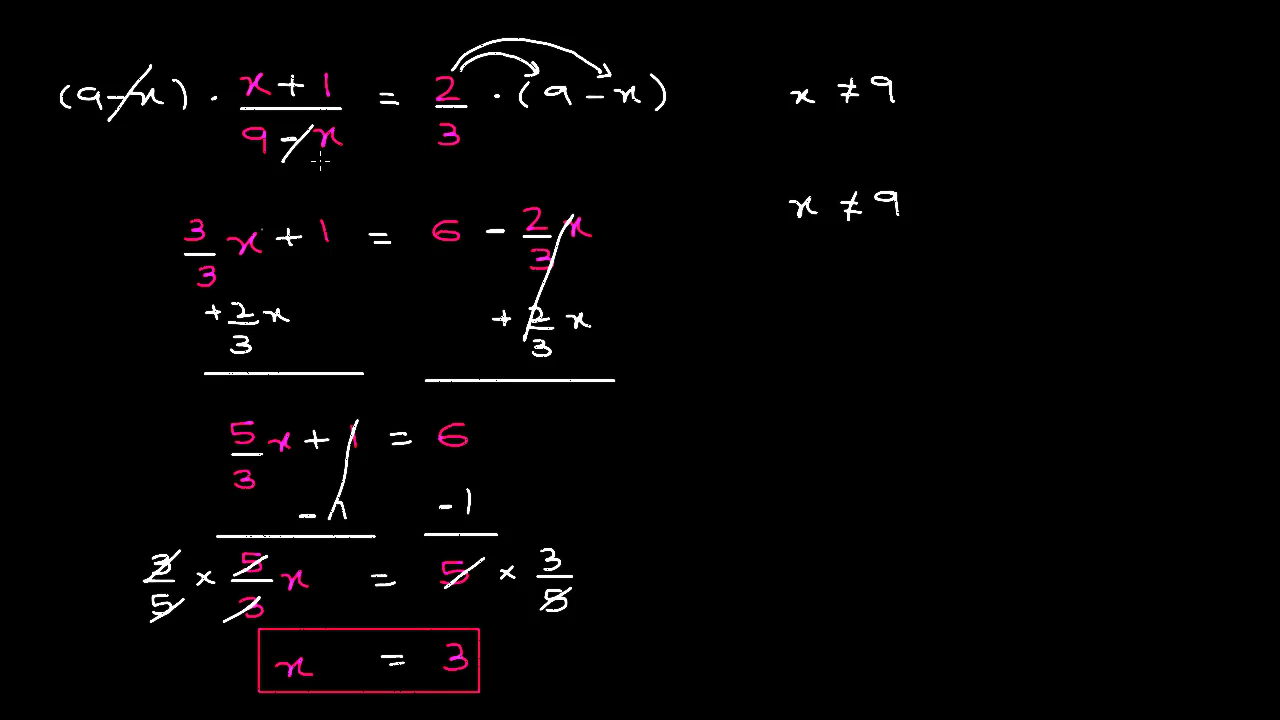 (9 - x) · (x + 1)/(9 - x) = 2/3 · (9 - x)    x ≠ 9
3/3 x + 1 = 6 - 2/3 x    x ≠ 9
+ 2/3 x    + 2/3 x
5/3 x + 1 = 6
- 1    - 1
3/5 × 5/3 x = 5 × 3/5
x = 3